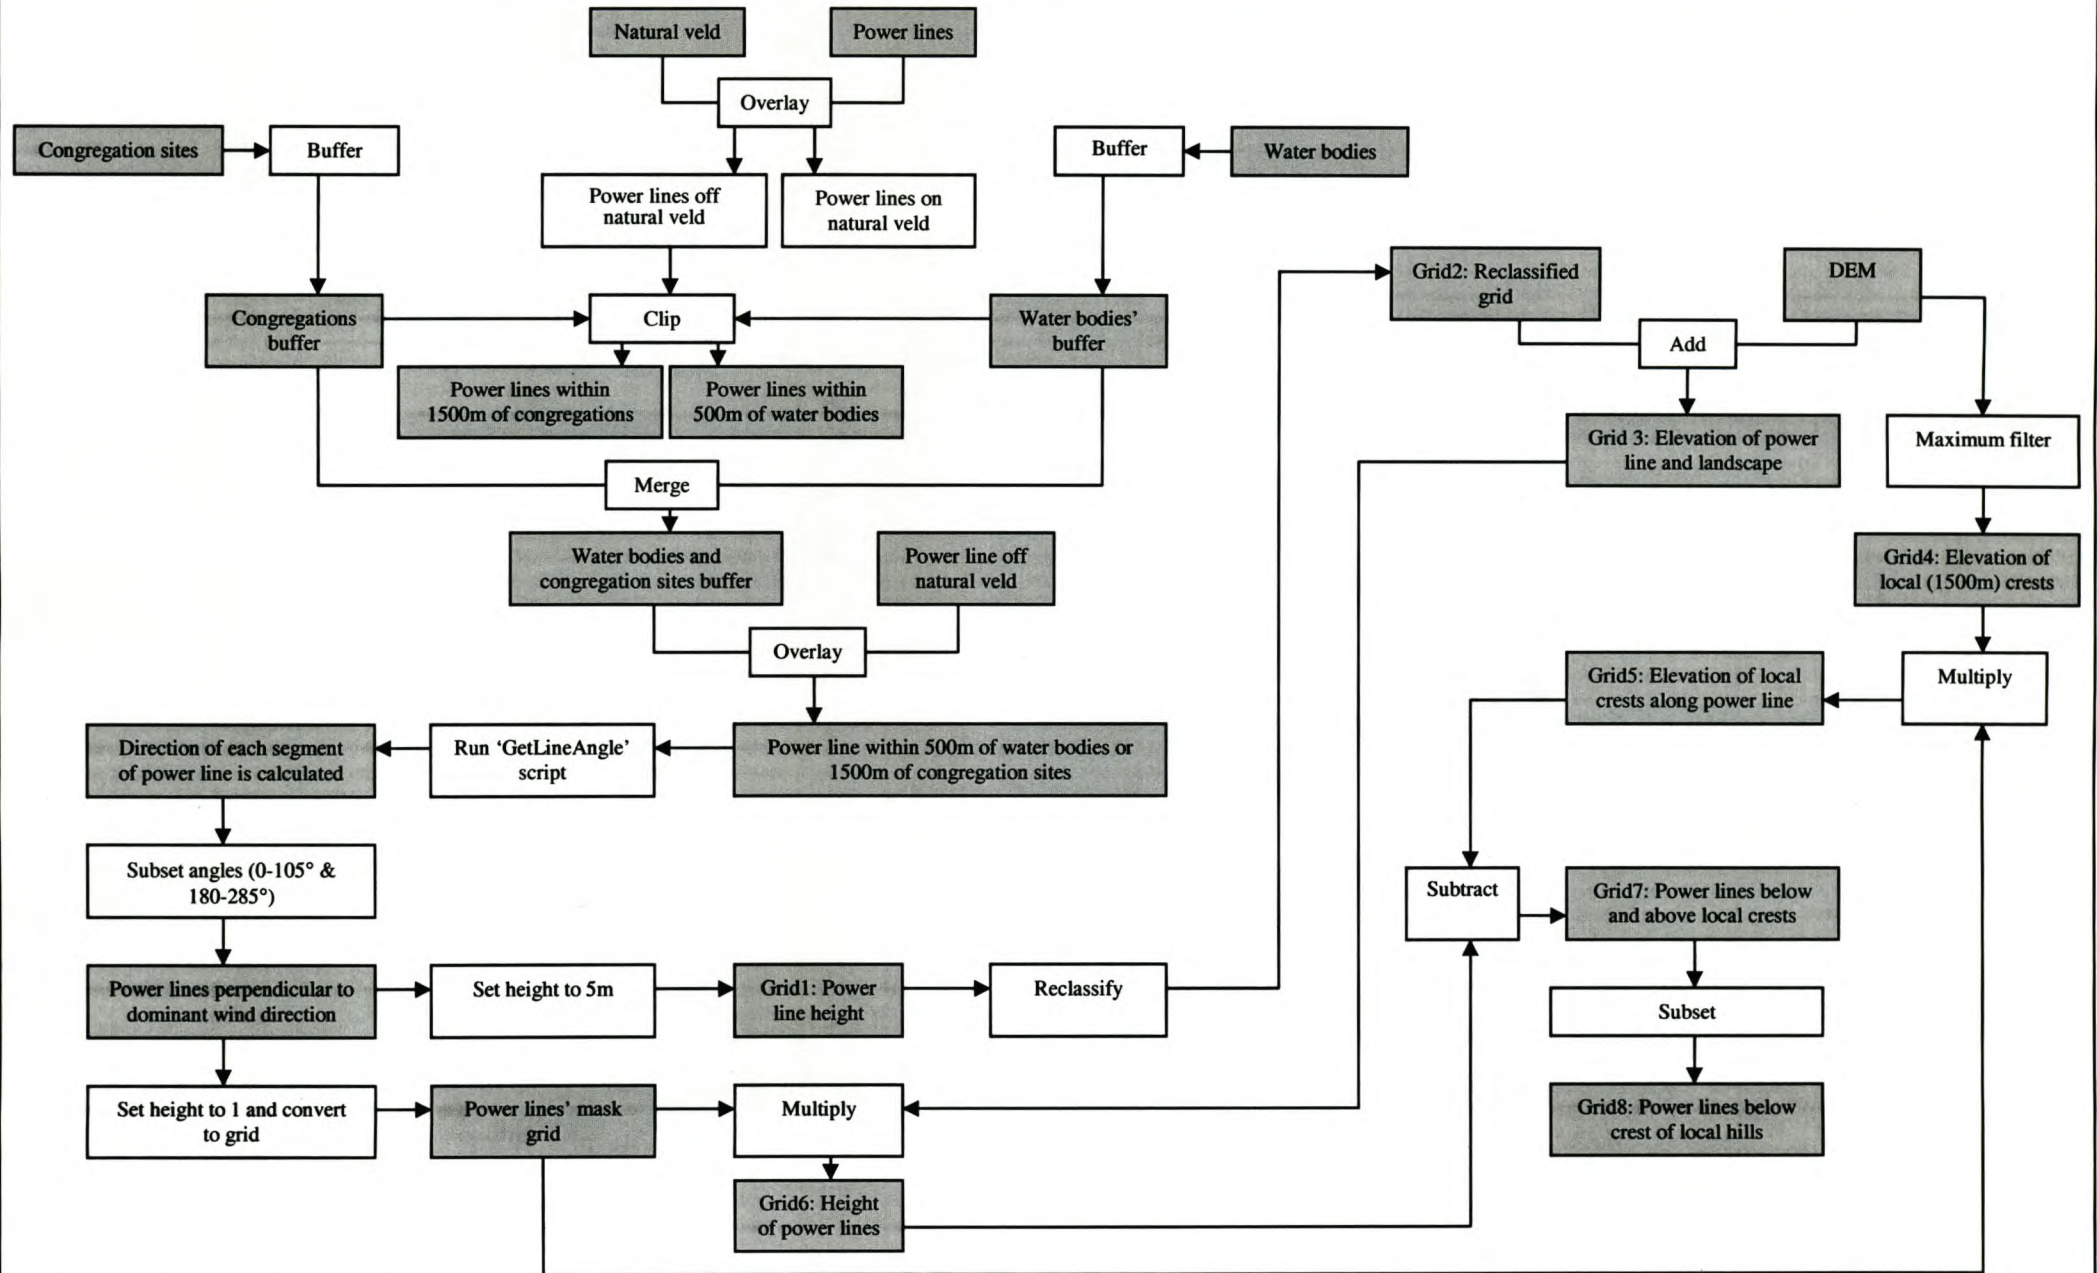 Natural veld
Power lines
Overlay
Congregation sites
Buffer
Buffer
Water bodies
Power lines off
natural veld
Power lines on
natural veld
Congregations
buffer
Clip
Water bodies’
buffer
Grid2: Reclassified
grid
DEM
Add
Power lines within
1500m of congregations
Power lines within
500m of water bodies
Grid 3: Elevation of power
line and landscape
Maximum filter
Merge
Water bodies and
congregation sites buffer
Power line off
natural veld
Grid4: Elevation of
local (1500m) crests
Overlay
Grid5: Elevation of local
crests along power line
Multiply
Direction of each segment
of power line is calculated
Run ‘GetLineAngle’
script
Power line within 500m of water bodies or
1500m of congregation sites
Subset angles (0-105° &
180-285°)
Subtract
Grid7: Power lines below
and above local crests
Power lines perpendicular to
dominant wind direction
Set height to 5m
Grid1: Power
line height
Reclassify
Subset
Set height to 1 and convert
to grid
Power lines’ mask
grid
Multiply
Grid8: Power lines below
crest of local hills
Grid6: Height
of power lines